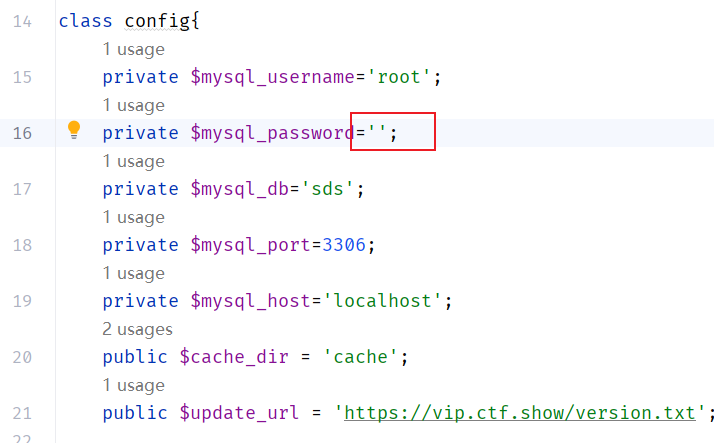 14 class config{
1 usage
15 private $mysql_username='root';
1 usage
16 private $mysql_password='';
1 usage
17 private $mysql_db='sds';
1 usage
18 private $mysql_port=3306;
1 usage
19 private $mysql_host='localhost';
2 usages
20 public $cache_dir = 'cache';
1 usage
21 public $update_url = 'https://vip.ctf.show/version.txt';
22